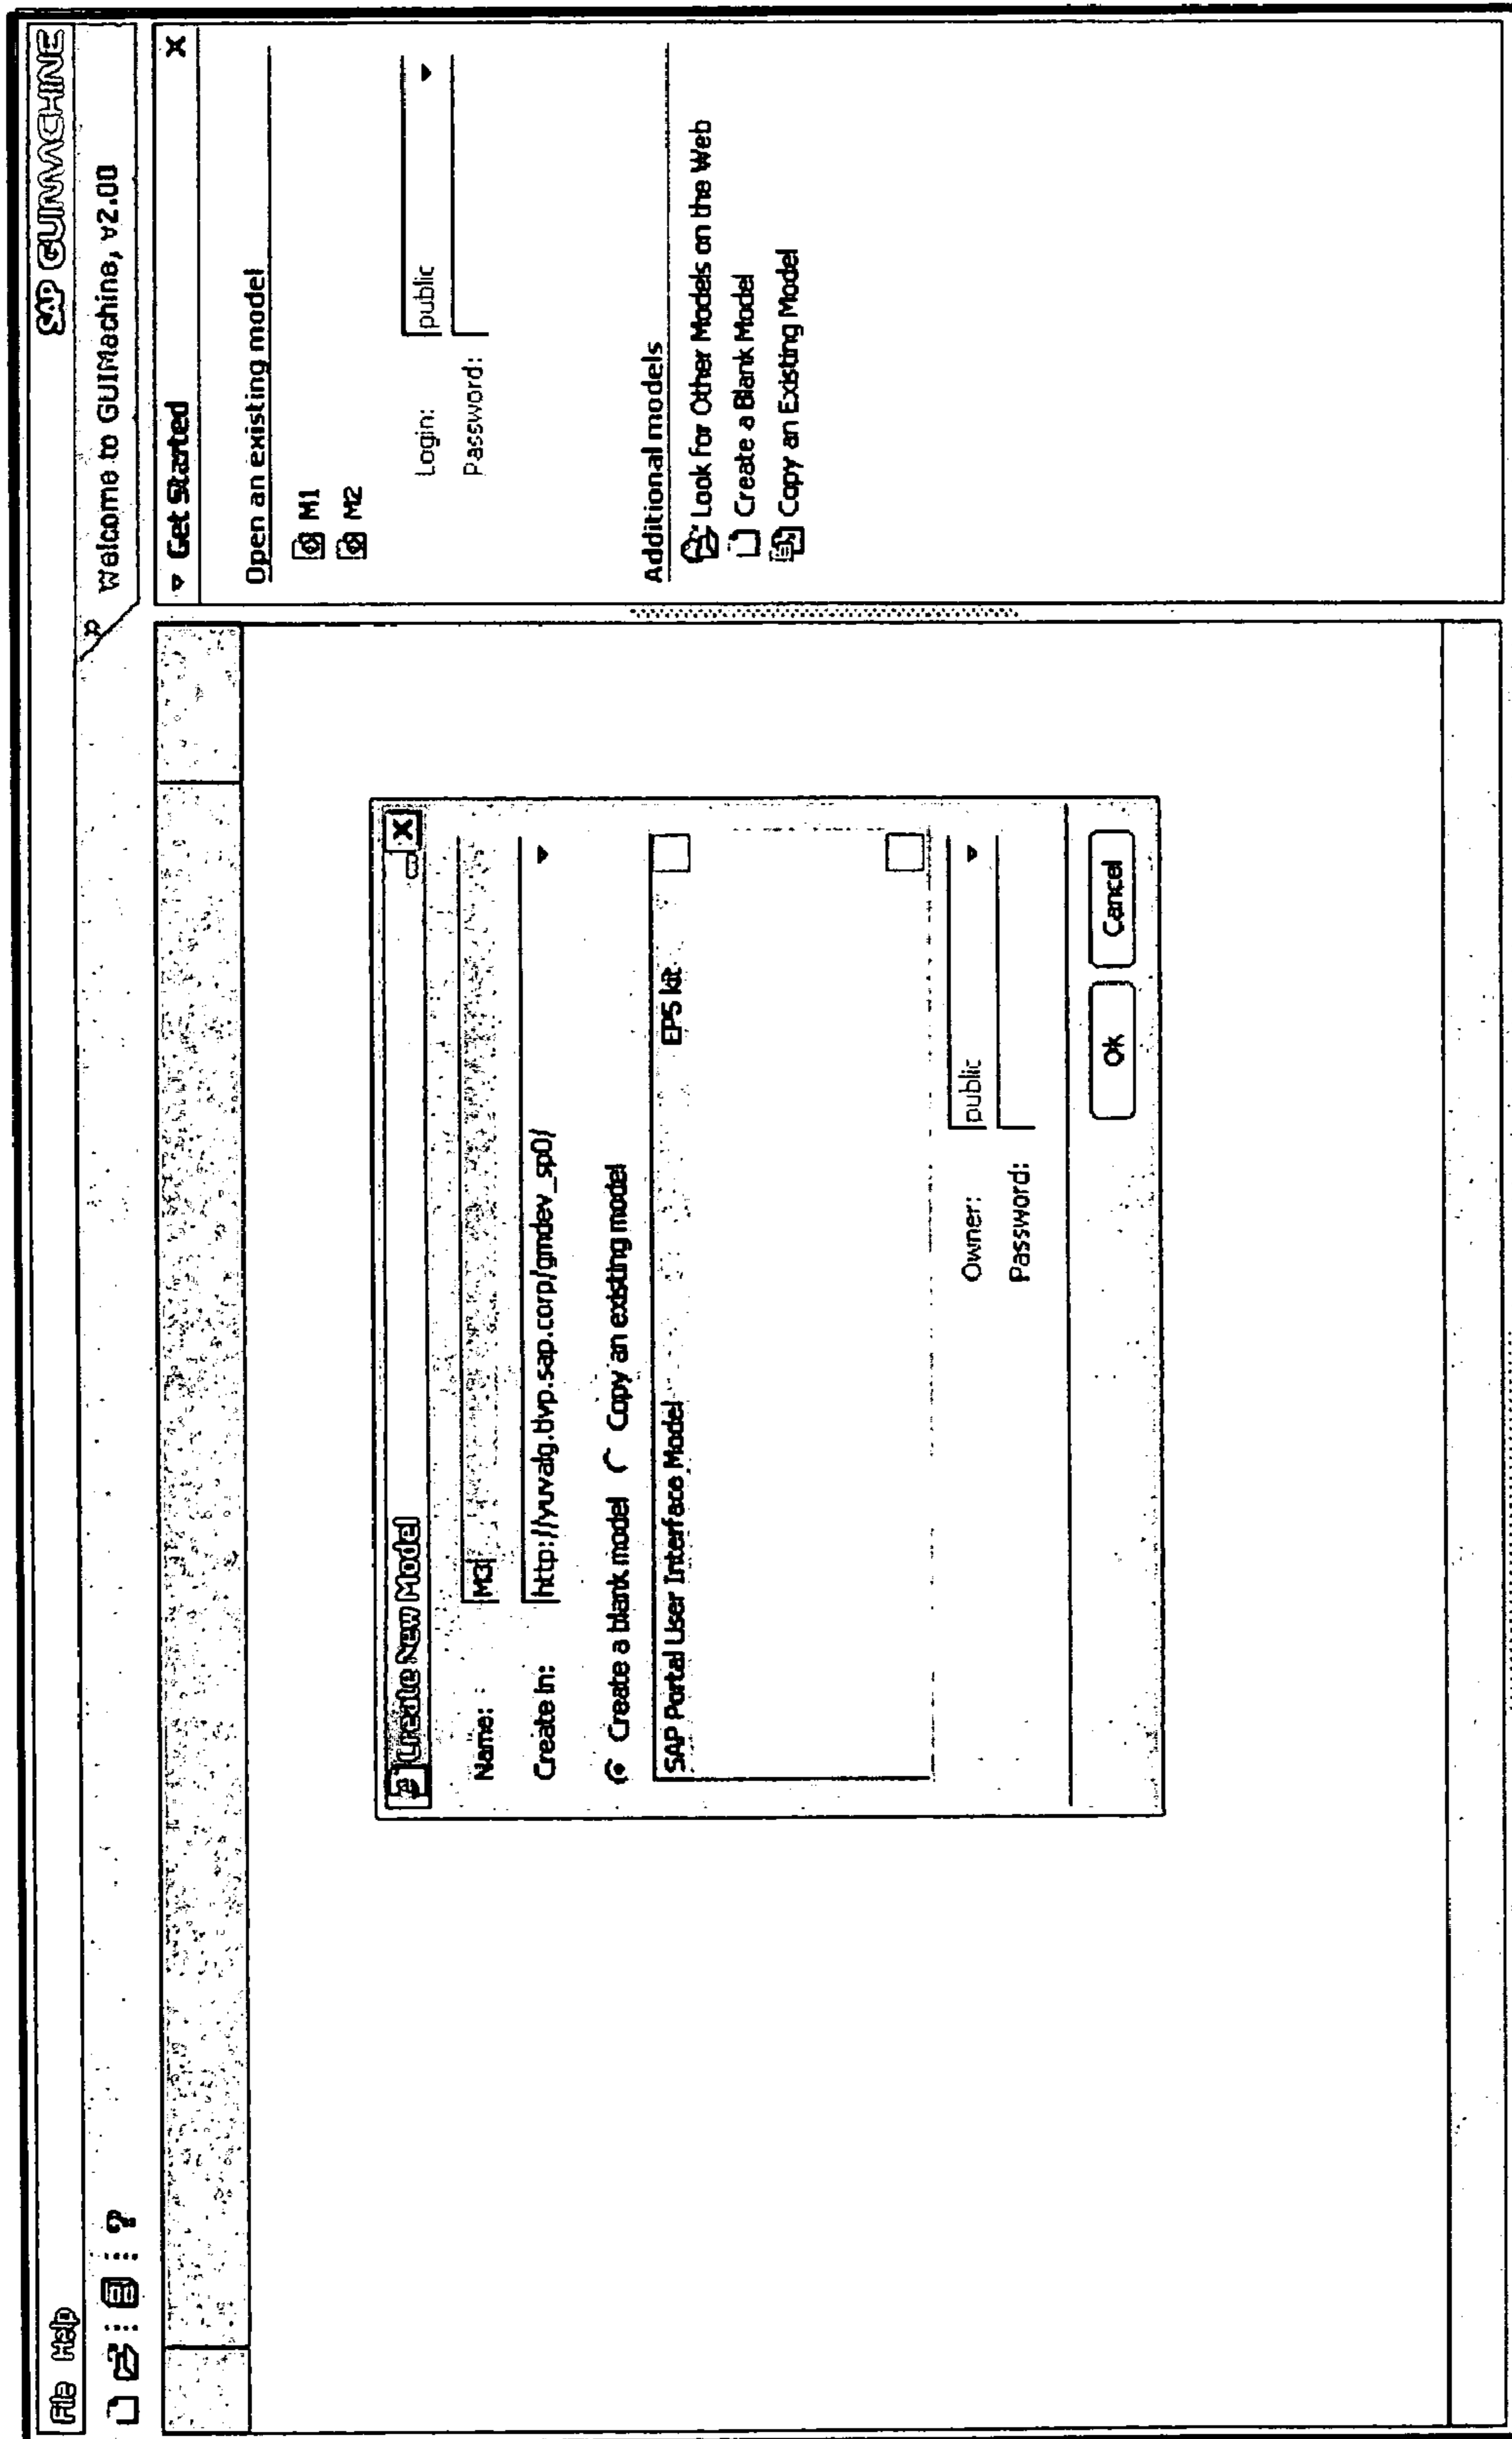 File Help
SAP GUIMACHINE
?
Welcome to GUIMachine, v2.00
Get Started X
Open an existing model
M1
M2
Login: public
Password:
Additional models
Look for Other Models on the Web
Create a Blank Model
Copy an Existing Model
Create New Model X
Name: M3
Create In: http://yuvalg.tlvp.sap.corp/gmdev_sp0/
Create a blank model Copy an existing model
SAP Portal User Interface Model EP5 kit
Owner: public
Password:
Ok Cancel